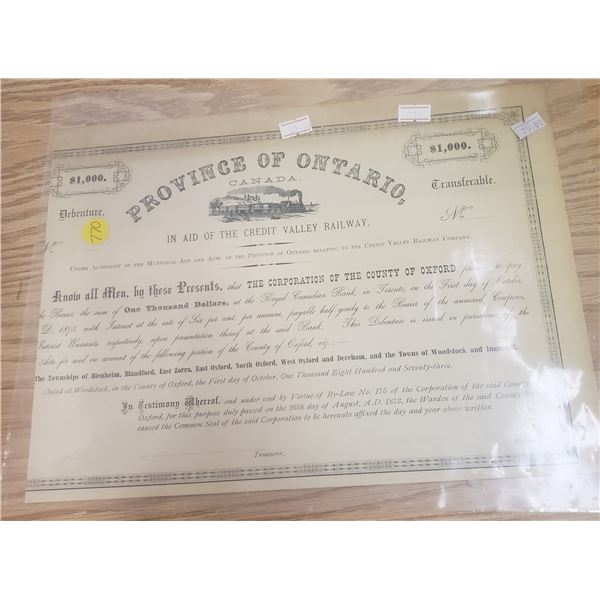 $1,000.
PROVINCE OF ONTARIO,
$1,000.
CANADA.
Debenture,
Transferable.
No
No
270
25.00
IN AID OF THE CREDIT VALLEY RAILWAY.
Under Authority of the Municipal Act and Acts of the Province of Ontario relating to the Credit Valley Railway Company.
Know all Men, by these Presents, that THE CORPORATION OF THE COUNTY OF OXFORD, promise to pay
to Bearer the sum of One Thousand Dollars, at the Royal Canadian Bank, in Toronto, on the First day of October,
D. 1893, with Interest at the rate of Six per cent. per annum, payable half-yearly to the Bearer of the annexed Coupons,
Interest Warrants respectively, upon presentation thereof at the said Bank. This Debenture is issued in pursuance of the
Acts for and on account of the following portion of the County of Oxford, viz.:—
The Townships of Blenheim, Blandford, East Zorra, East Oxford, North Oxford, West Oxford and Dereham, and the Towns of Woodstock and Ingersoll.
Dated at Woodstock, in the County of Oxford, the First day of October, One Thousand Eight Hundred and Seventy-three.
In Testimony Whereof, and under and by Virtue of By-Law No. 175 of the Corporation of the said County
Oxford, for this purpose duly passed on the 26th day of August, A.D. 1873, the Warden of the said County
caused the Common Seal of the said Corporation to be hereunto affixed the day and year above written.
Treasurer.